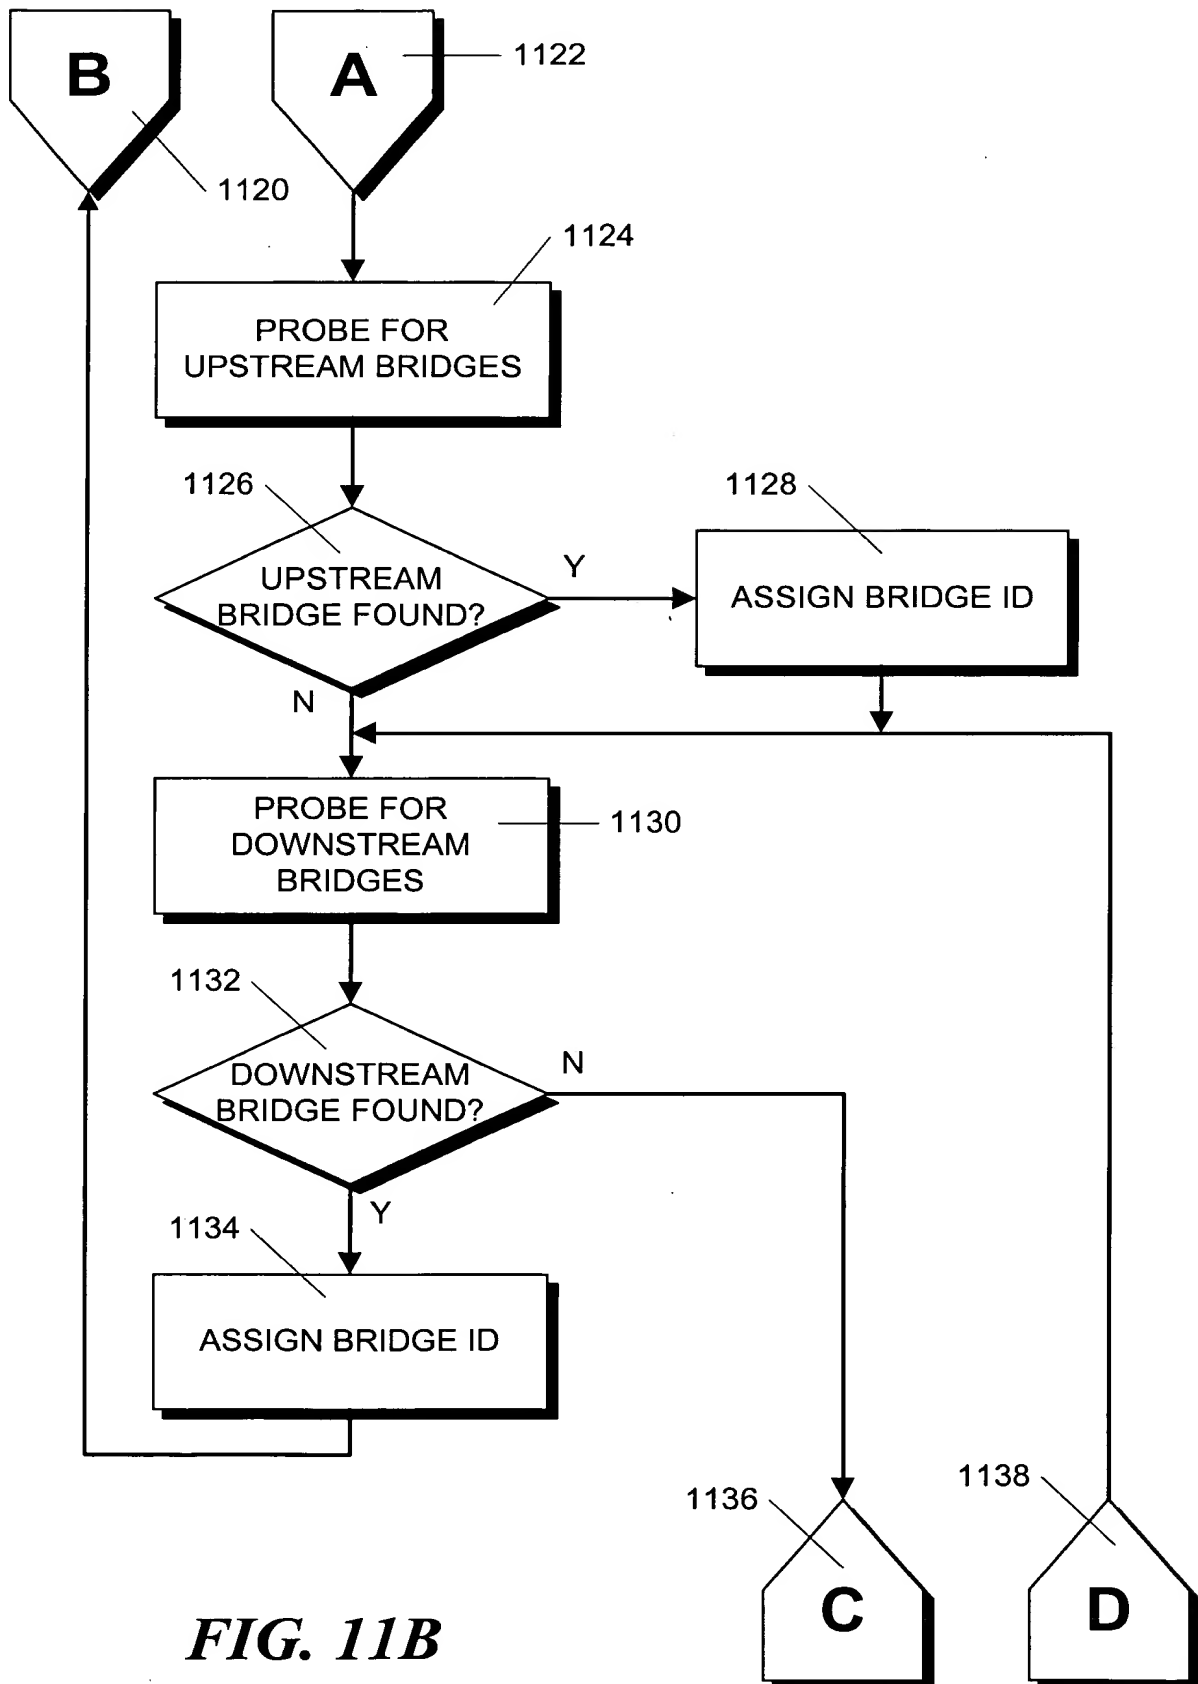 B
A
1122
1120
1124
PROBE FOR
UPSTREAM BRIDGES
1126
1128
UPSTREAM
BRIDGE FOUND?
Y
ASSIGN BRIDGE ID
N
PROBE FOR
DOWNSTREAM
BRIDGES
1130
1132
DOWNSTREAM
BRIDGE FOUND?
N
Y
1134
ASSIGN BRIDGE ID
1136
1138
C
D
FIG. 11B